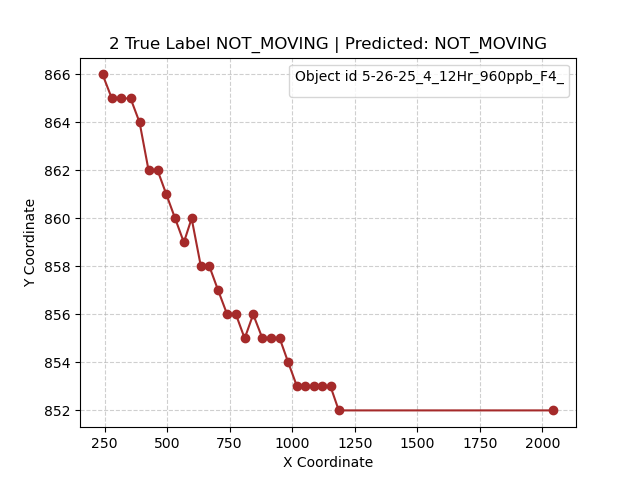 2 True Label NOT_MOVING | Predicted: NOT_MOVING
Object id 5-26-25_4_12Hr_960ppb_F4_
866
864
862
860
858
856
854
852
Y Coordinate
250 500 750 1000 1250 1500 1750 2000
X Coordinate